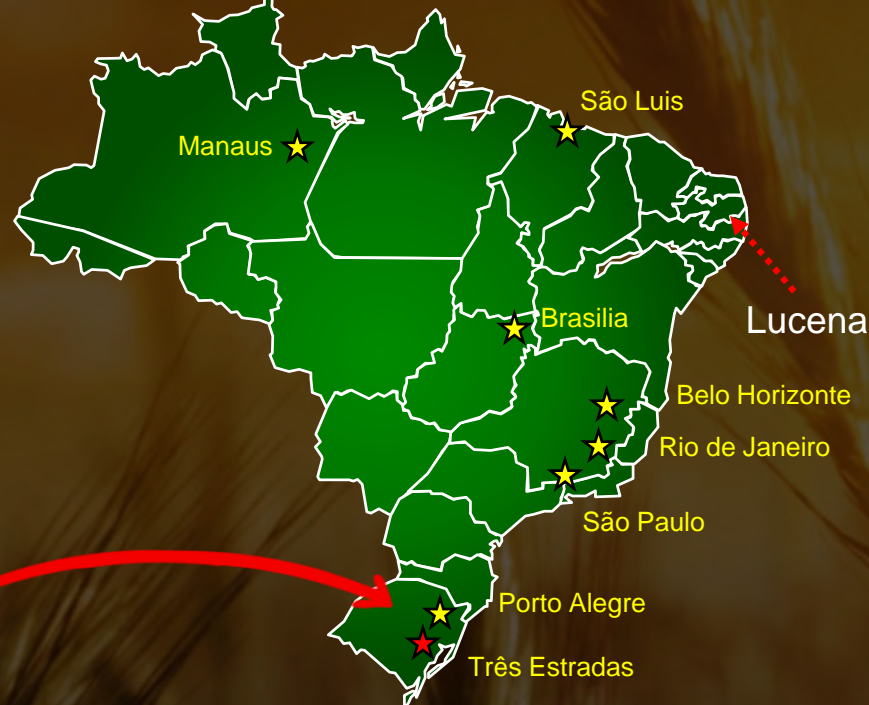 São Luis
Manaus
Brasilia
Lucena
Belo Horizonte
Rio de Janeiro
São Paulo
Porto Alegre
Três Estradas